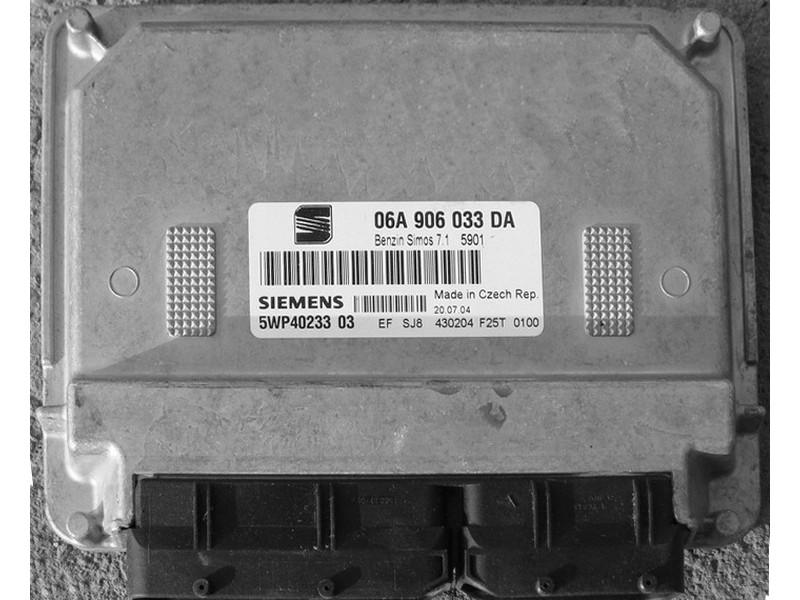 06A 906 033 DA
Benzin Simos 7.1 5901
SIEMENS
Made in Czech Rep.
20.07.04
5WP40233 03 EF SJ8 430204 F25T 0100